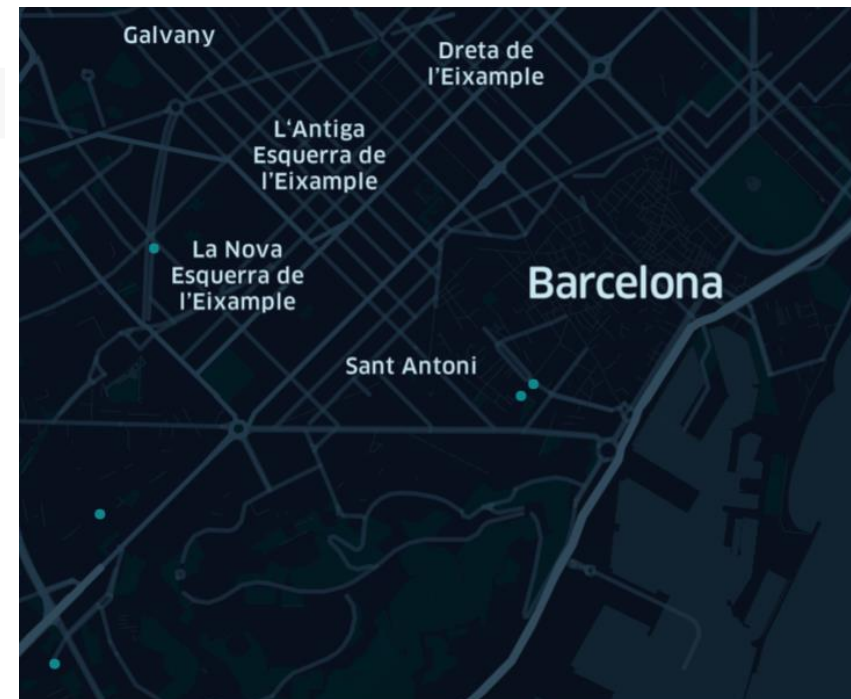 Galvany
Dreta de
l'Eixample
L‘Antiga
Esquerra de
l'Eixample
La Nova
Esquerra de
l'Eixample
Barcelona
Sant Antoni